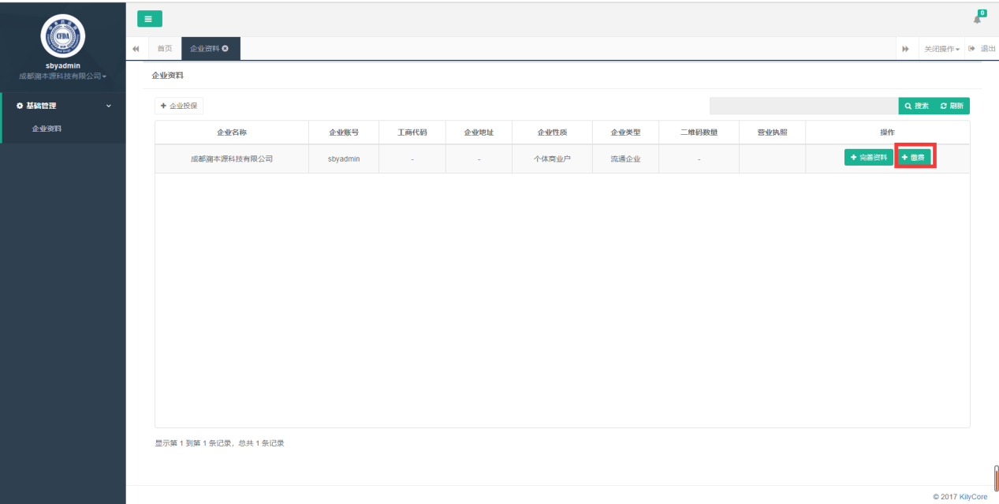 CFDA
0
sbyadmin
成都溯本源科技有限公司
首页
企业资料
关闭操作
退出
基础管理
企业资料
企业资料
企业投保
搜索
刷新
企业名称 企业账号 工商代码 企业地址 企业性质 企业类型 二维码数量 营业执照 操作
成都溯本源科技有限公司 sbyadmin - - 个体商业户 流通企业 - 完善资料 缴费
显示第 1 到第 1 条记录，总共 1 条记录
© 2017 KilyCore